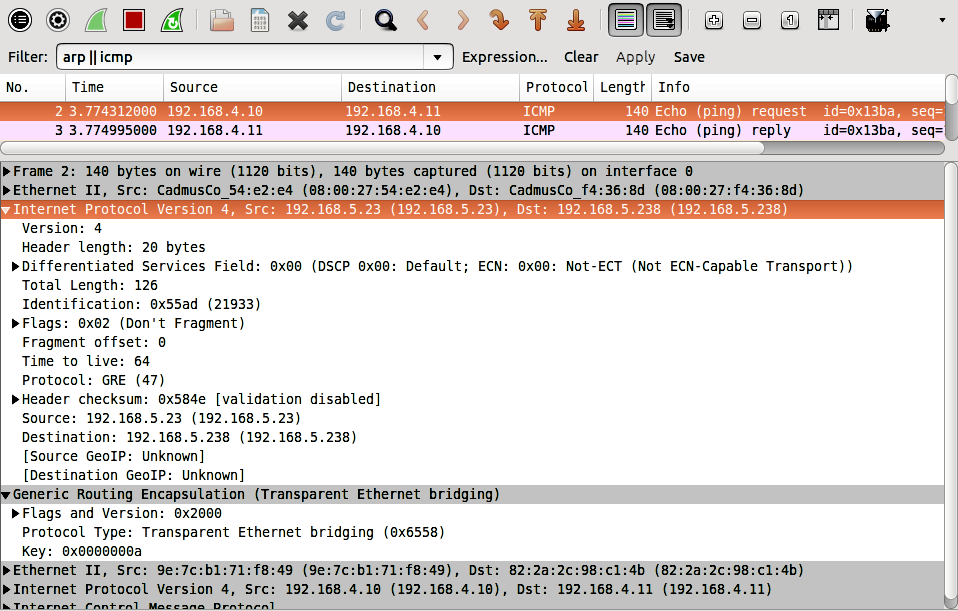 Filter: arp || icmp Expression... Clear Apply Save
No. Time Source Destination Protocol Length Info
2 3.774312000 192.168.4.10 192.168.4.11 ICMP 140 Echo (ping) request id=0x13ba, seq=
3 3.774995000 192.168.4.11 192.168.4.10 ICMP 140 Echo (ping) reply id=0x13ba, seq=
Frame 2: 140 bytes on wire (1120 bits), 140 bytes captured (1120 bits) on interface 0
Ethernet II, Src: CadmusCo_54:e2:e4 (08:00:27:54:e2:e4), Dst: CadmusCo_f4:36:8d (08:00:27:f4:36:8d)
Internet Protocol Version 4, Src: 192.168.5.23 (192.168.5.23), Dst: 192.168.5.238 (192.168.5.238)
Version: 4
Header length: 20 bytes
Differentiated Services Field: 0x00 (DSCP 0x00: Default; ECN: 0x00: Not-ECT (Not ECN-Capable Transport))
Total Length: 126
Identification: 0x55ad (21933)
Flags: 0x02 (Don't Fragment)
Fragment offset: 0
Time to live: 64
Protocol: GRE (47)
Header checksum: 0x584e [validation disabled]
Source: 192.168.5.23 (192.168.5.23)
Destination: 192.168.5.238 (192.168.5.238)
[Source GeoIP: Unknown]
[Destination GeoIP: Unknown]
Generic Routing Encapsulation (Transparent Ethernet bridging)
Flags and Version: 0x2000
Protocol Type: Transparent Ethernet bridging (0x6558)
Key: 0x0000000a
Ethernet II, Src: 9e:7c:b1:71:f8:49 (9e:7c:b1:71:f8:49), Dst: 82:2a:2c:98:c1:4b (82:2a:2c:98:c1:4b)
Internet Protocol Version 4, Src: 192.168.4.10 (192.168.4.10), Dst: 192.168.4.11 (192.168.4.11)
Internet Control Message Protocol